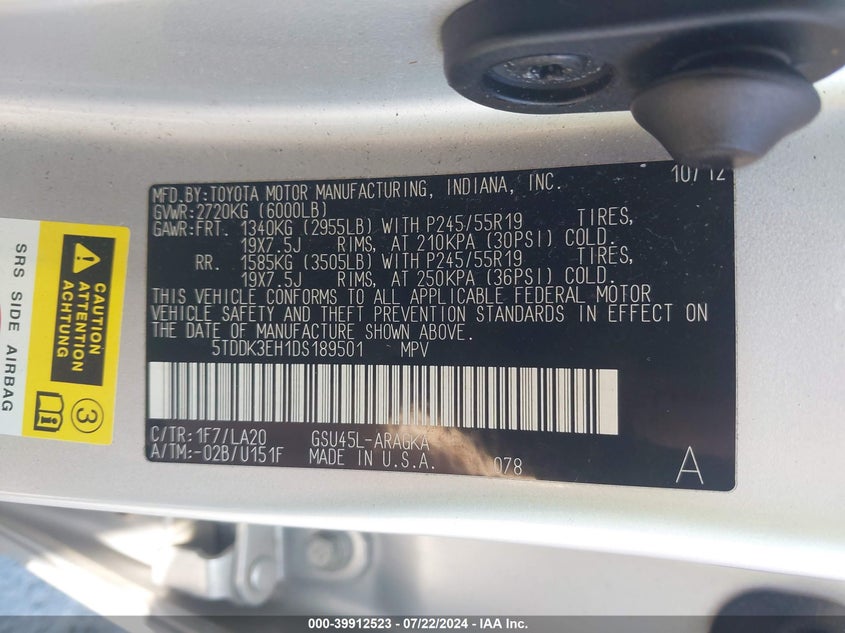 10/12
MFD.BY:TOYOTA MOTOR MANUFACTURING, INDIANA, INC.
GVWR:2720KG (6000LB)
GAWR:FRT. 1340KG (2955LB) WITH P245/55R19 TIRES,
19X7.5J RIMS, AT 210KPA (30PSI) COLD.
RR. 1585KG (3505LB) WITH P245/55R19 TIRES,
19X7.5J RIMS, AT 250KPA (36PSI) COLD.
THIS VEHICLE CONFORMS TO ALL APPLICABLE FEDERAL MOTOR
VEHICLE SAFETY AND THEFT PREVENTION STANDARDS IN EFFECT ON
THE DATE OF MANUFACTURE SHOWN ABOVE.
5TDDK3EH1DS189501 MPV
C/TR:1F7/LA20 GSU45L-ARAGKA
A/TM:-02B/U151F MADE IN U.S.A. 078
A
CAUTION
ATTENTION
ACHTUNG
SRS SIDE AIRBAG
3
000-39912523 - 07/22/2024 - IAA Inc.